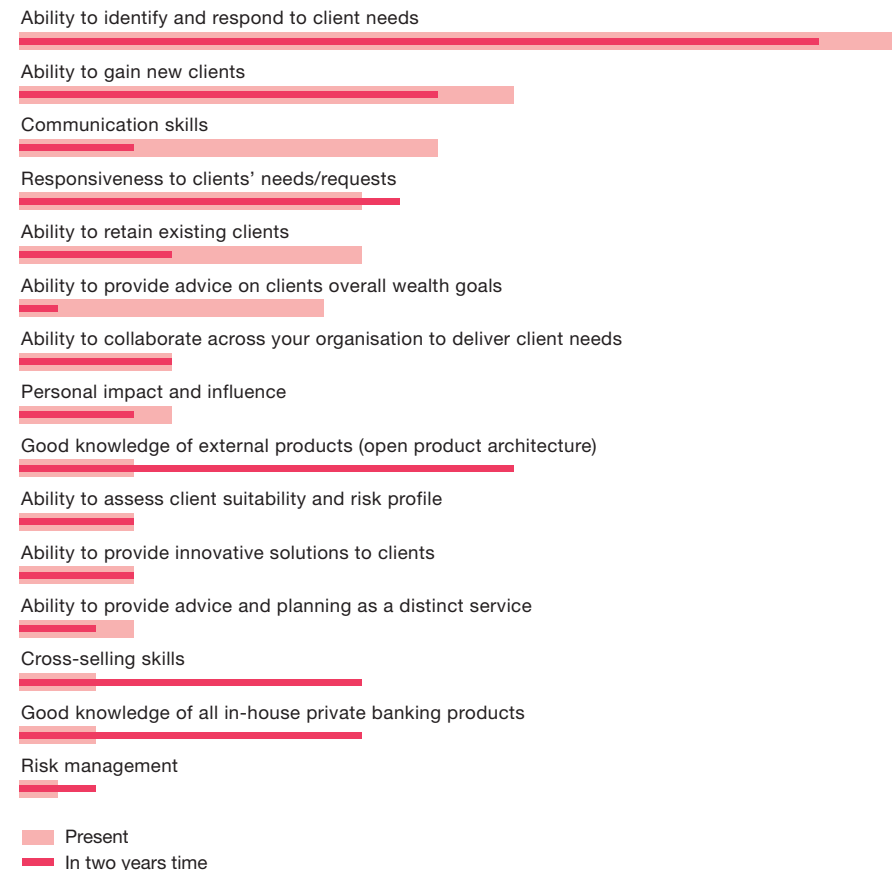 Ability to identify and respond to client needs
Ability to gain new clients
Communication skills
Responsiveness to clients’ needs/requests
Ability to retain existing clients
Ability to provide advice on clients overall wealth goals
Ability to collaborate across your organisation to deliver client needs
Personal impact and influence
Good knowledge of external products (open product architecture)
Ability to assess client suitability and risk profile
Ability to provide innovative solutions to clients
Ability to provide advice and planning as a distinct service
Cross-selling skills
Good knowledge of all in-house private banking products
Risk management
Present
In two years time